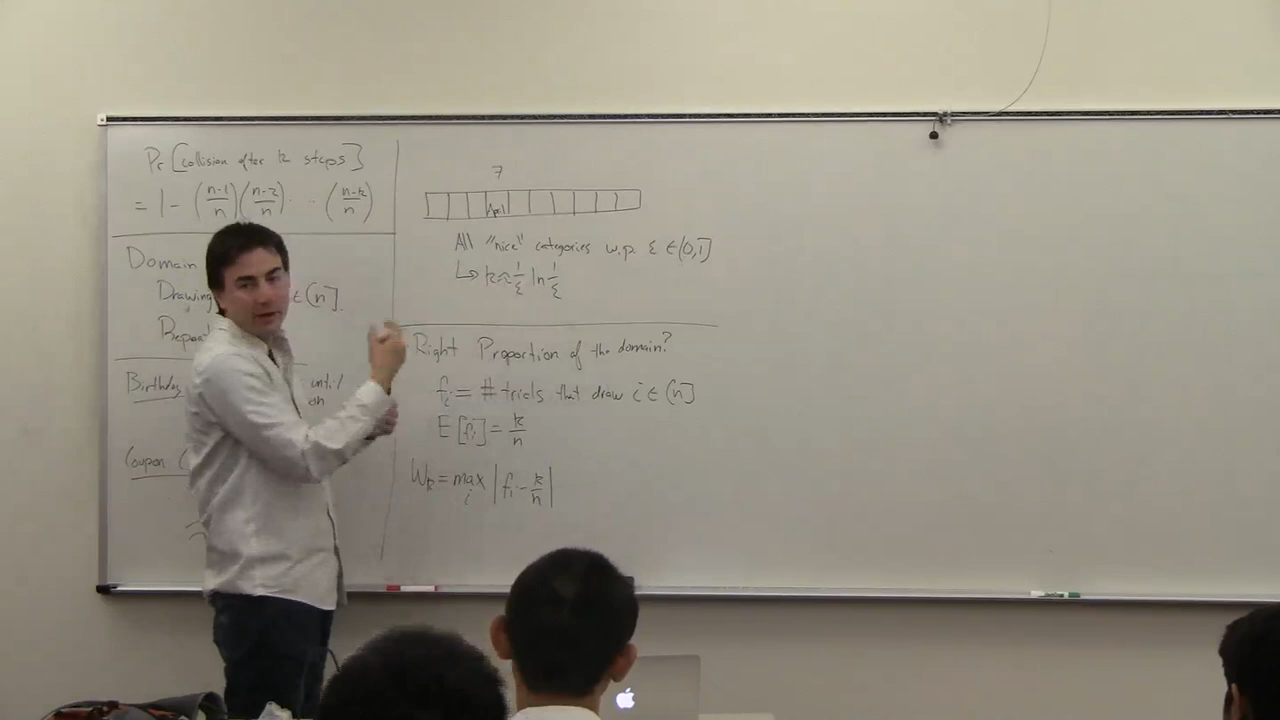 Pr[collision after k steps]
= 1 - (n-1/n)(n-2/n) · · · (n-k/n)
Domain
Drawing ∈ [n].
Repeat
Birthday until
Coupon
7
April
All "nice" categories w.p. ε ∈ (0,1]
↳ k ≈ 1/ε ln 1/ε
Right Proportion of the domain?
fi = # trials that draw i ∈ [n]
E[fi] = k/n
Wk = max i |fi - k/n|